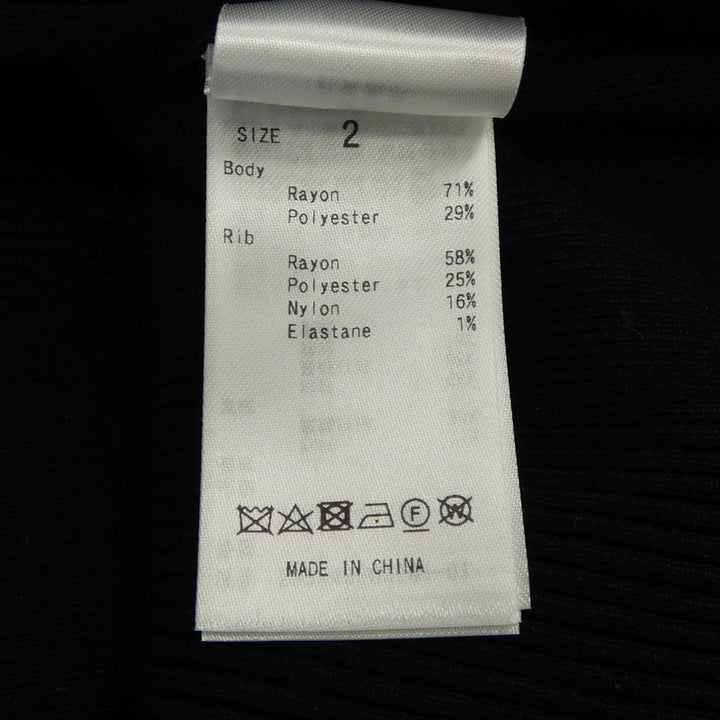 SIZE 2
Body
Rayon 71%
Polyester 29%
Rib
Rayon 58%
Polyester 25%
Nylon 16%
Elastane 1%
F W
MADE IN CHINA